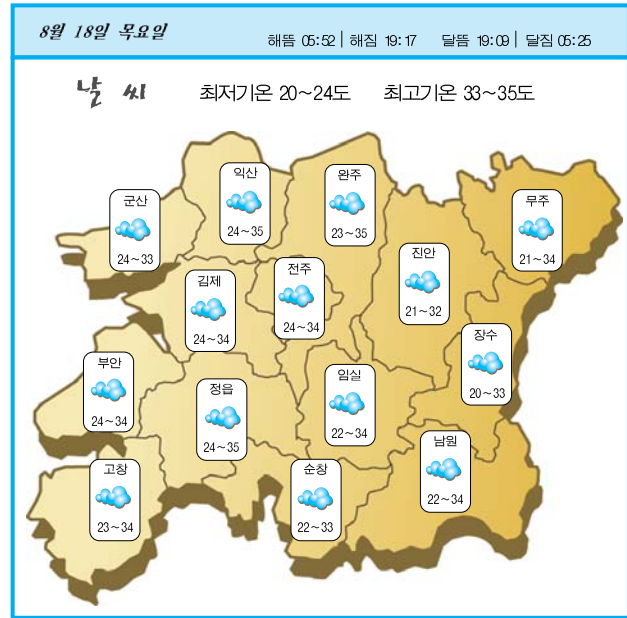 8월 18일 목요일
해뜸 05:52 | 해짐 19:17 달뜸 19:09 | 달짐 05:25
날 씨 최저기온 20~24도 최고기온 33~35도
익산
24~35
완주
23~35
군산
24~33
무주
21~34
진안
21~32
김제
24~34
전주
24~34
장수
20~33
부안
24~34
정읍
24~35
임실
22~34
남원
22~34
고창
23~34
순창
22~33